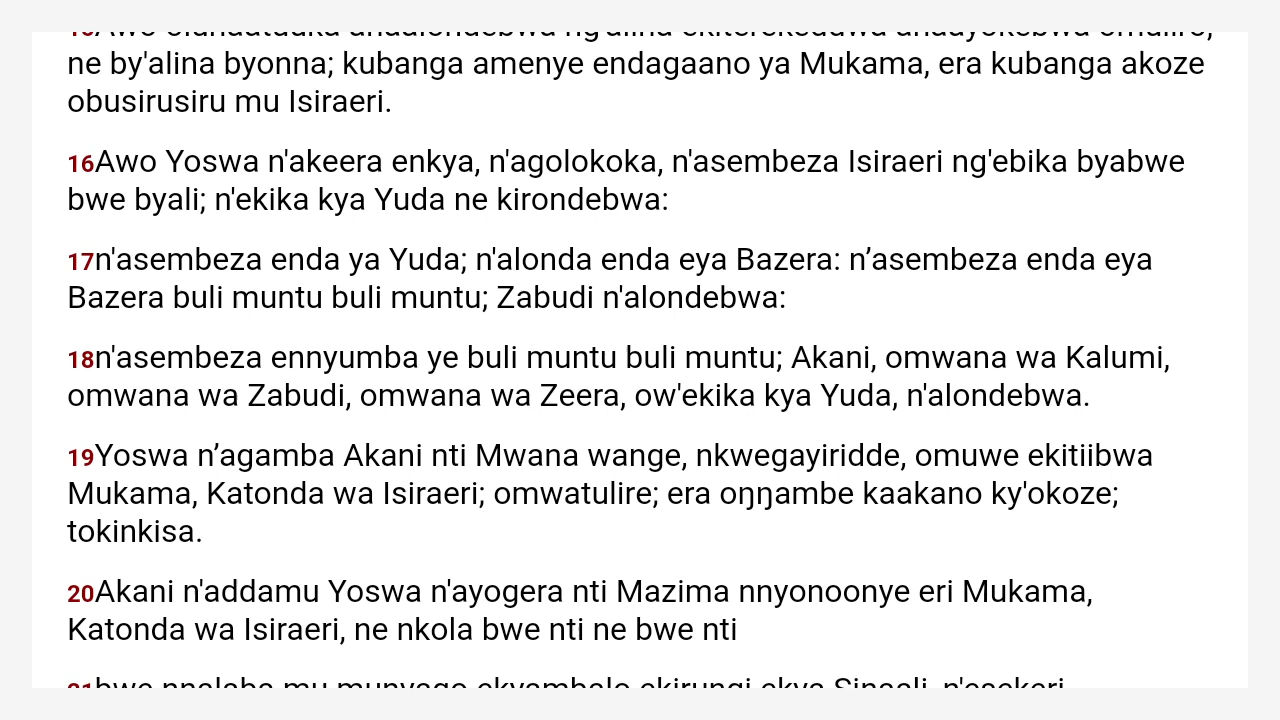 ne by'alina byonna; kubanga amenye endagaano ya Mukama, era kubanga akoze
obusirusiru mu Isiraeri.
16Awo Yoswa n'akeera enkya, n'agolokoka, n'asembeza Isiraeri ng'ebika byabwe
bwe byali; n'ekika kya Yuda ne kirondebwa:
17n'asembeza enda ya Yuda; n'alonda enda eya Bazera: n’asembeza enda eya
Bazera buli muntu buli muntu; Zabudi n'alondebwa:
18n'asembeza ennyumba ye buli muntu buli muntu; Akani, omwana wa Kalumi,
omwana wa Zabudi, omwana wa Zeera, ow'ekika kya Yuda, n'alondebwa.
19Yoswa n’agamba Akani nti Mwana wange, nkwegayiridde, omuwe ekitiibwa
Mukama, Katonda wa Isiraeri; omwatulire; era oŋŋambe kaakano ky'okoze;
tokinkisa.
20Akani n'addamu Yoswa n'ayogera nti Mazima nnyonoonye eri Mukama,
Katonda wa Isiraeri, ne nkola bwe nti ne bwe nti